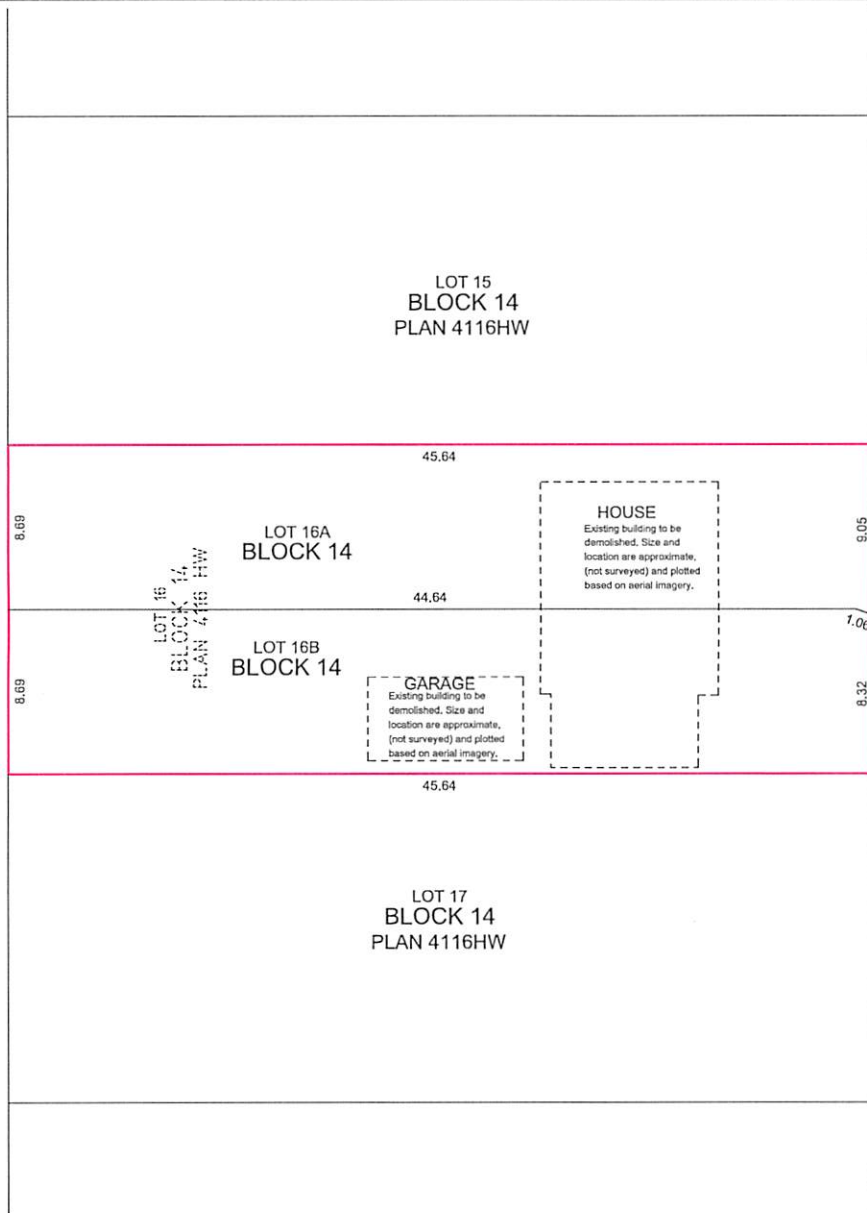 LOT 15
BLOCK 14
PLAN 4116HW
45.64
8.69
9.05
HOUSE
Existing building to be
demolished. Size and
location are approximate,
(not surveyed) and plotted
based on aerial imagery.
LOT 16A
BLOCK 14
LOT 16
BLOCK 14
PLAN 4116 HW
44.64
1.06
LOT 16B
BLOCK 14
8.69
8.32
GARAGE
Existing building to be
demolished. Size and
location are approximate,
(not surveyed) and plotted
based on aerial imagery.
45.64
LOT 17
BLOCK 14
PLAN 4116HW